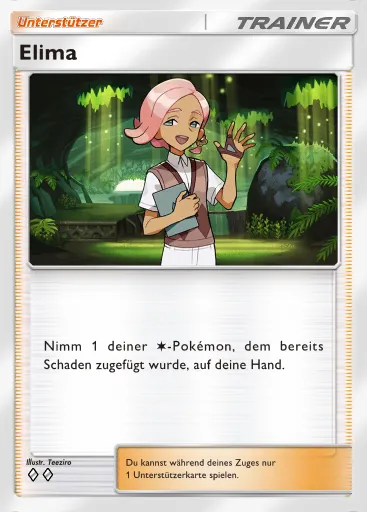 Unterstützer
TRAINER
Elima
Nimm 1 deiner ✶-Pokémon, dem bereits
Schaden zugefügt wurde, auf deine Hand.
Illustr. Teeziro
Du kannst während deines Zuges nur
1 Unterstützerkarte spielen.